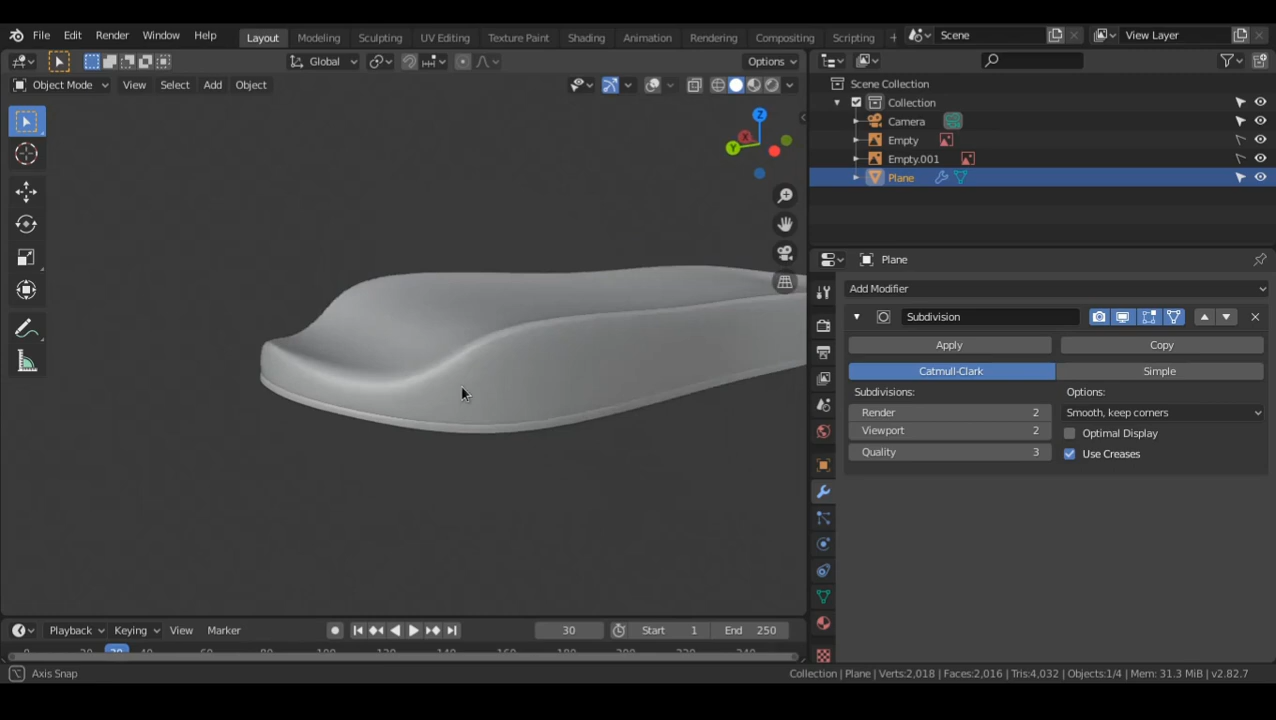 File Edit Render Window Help Layout Modeling Sculpting UV Editing Texture Paint Shading Animation Rendering Compositing Scripting + Scene View Layer
Global Options
Object Mode View Select Add Object
Z
X
Y
Scene Collection
Collection
Camera
Empty
Empty.001
Plane
Plane
Add Modifier
Subdivision
Apply Copy
Catmull-Clark Simple
Subdivisions: Options:
Render 2 Smooth, keep corners
Viewport 2 Optimal Display
Quality 3 Use Creases
Playback Keying View Marker 30 Start 1 End 250
Axis Snap Collection | Plane | Verts:2,018 | Faces:2,016 | Tris:4,032 | Objects:1/4 | Mem: 31.3 MiB | v2.82.7